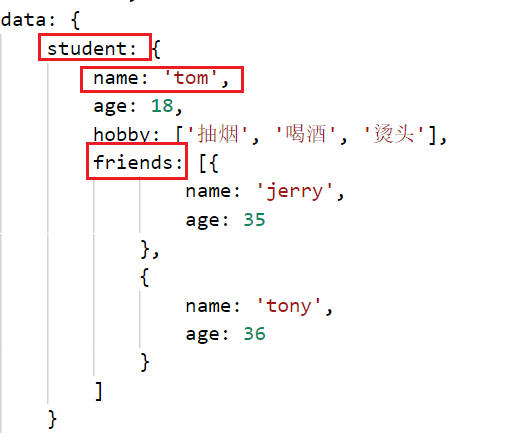 data: {
student: {
name: 'tom',
age: 18,
hobby: ['抽烟', '喝酒', '烫头'],
friends: [{
name: 'jerry',
age: 35
},
{
name: 'tony',
age: 36
}
]
}